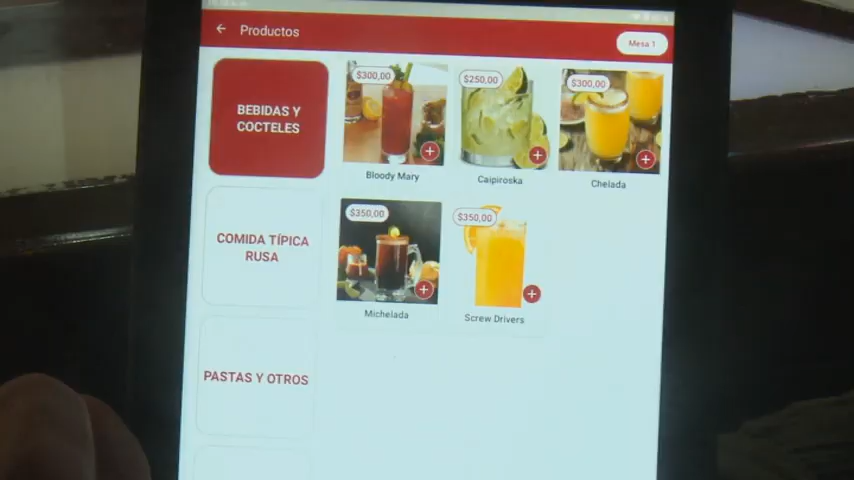 Productos
Mesa 1
BEBIDAS Y
COCTELES
$300,00
Bloody Mary
$250,00
Caipiroska
$300,00
Chelada
$350,00
Michelada
$350,00
Screw Drivers
COMIDA TÍPICA
RUSA
PASTAS Y OTROS